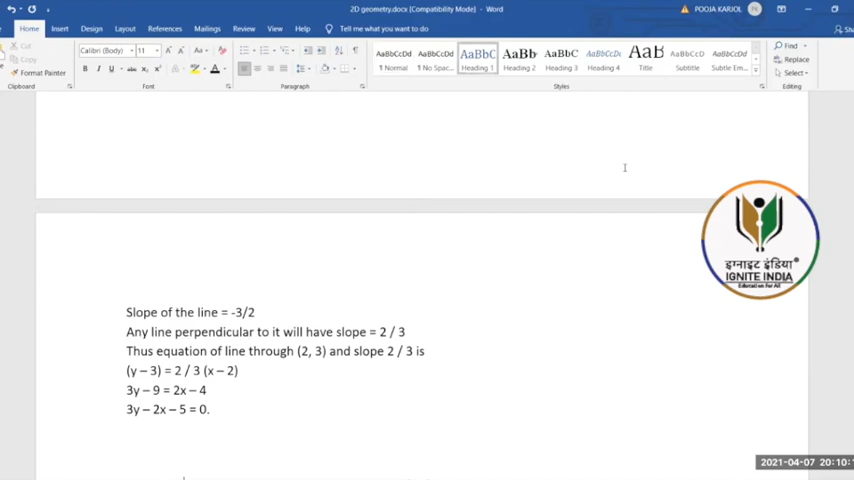 2D geometry.docx [Compatibility Mode] - Word
POOJA KARJOL PK
Home Insert Design Layout References Mailings Review View Help Tell me what you want to do
Cut
Copy
Format Painter
Calibri (Body) 11
AaBbCcDd AaBbCcDd AaBbC AaBb AaBbC AaBbCcDc AaB AaBbCcD AaBbCcDd
¶ Normal ¶ No Spac... Heading 1 Heading 2 Heading 3 Heading 4 Title Subtitle Subtle Em...
Find
Replace
Select
Clipboard Font Paragraph Styles Editing
इग्नाइट इंडिया
IGNITE INDIA
Education For All
Slope of the line = -3/2
Any line perpendicular to it will have slope = 2 / 3
Thus equation of line through (2, 3) and slope 2 / 3 is
(y – 3) = 2 / 3 (x – 2)
3y – 9 = 2x – 4
3y – 2x – 5 = 0.
2021-04-07 20:10:1